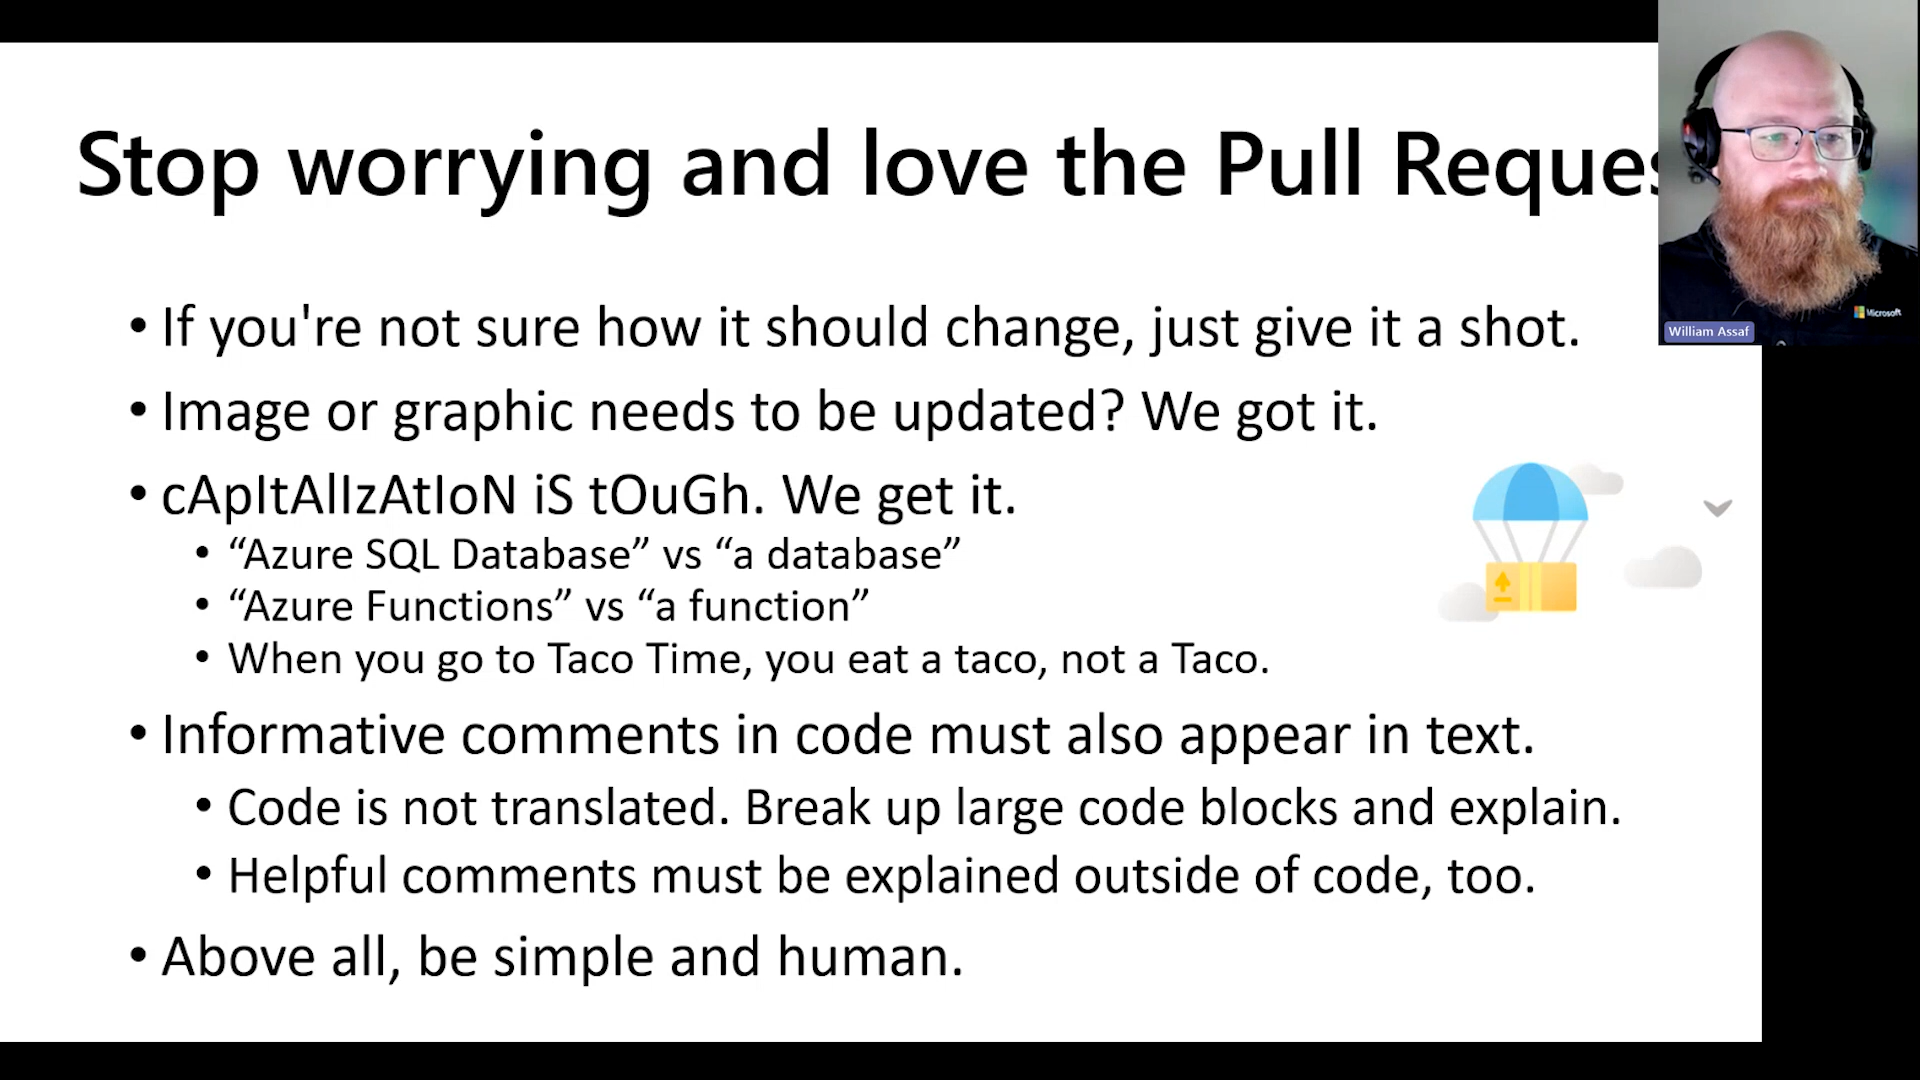 Stop worrying and love the Pull Reques
• If you're not sure how it should change, just give it a shot.
• Image or graphic needs to be updated? We got it.
• cApItAlIzAtIoN iS tOuGh. We get it.
• “Azure SQL Database” vs “a database”
• “Azure Functions” vs “a function”
• When you go to Taco Time, you eat a taco, not a Taco.
• Informative comments in code must also appear in text.
• Code is not translated. Break up large code blocks and explain.
• Helpful comments must be explained outside of code, too.
• Above all, be simple and human.
Microsoft
William Assaf